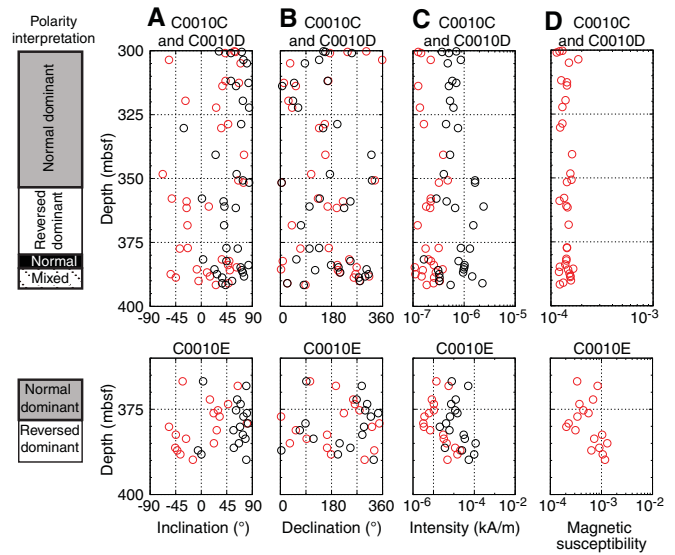 A
B
C
D
Polarity
interpretation
C0010C
and C0010D
C0010C
and C0010D
C0010C
and C0010D
C0010C
and C0010D
Normal dominant
Reversed
dominant
Normal
Mixed
Depth (mbsf)
300
325
350
375
400
-90 -45 0 45 90
0 180 360
10-7 10-6 10-5
10-4 10-3
C0010E
C0010E
C0010E
C0010E
Normal
dominant
Reversed
dominant
Depth (mbsf)
375
400
-90 -45 0 45 90
0 180 360
10-6 10-4 10-2
10-4 10-3 10-2
Inclination (°)
Declination (°)
Intensity (kA/m)
Magnetic
susceptibility